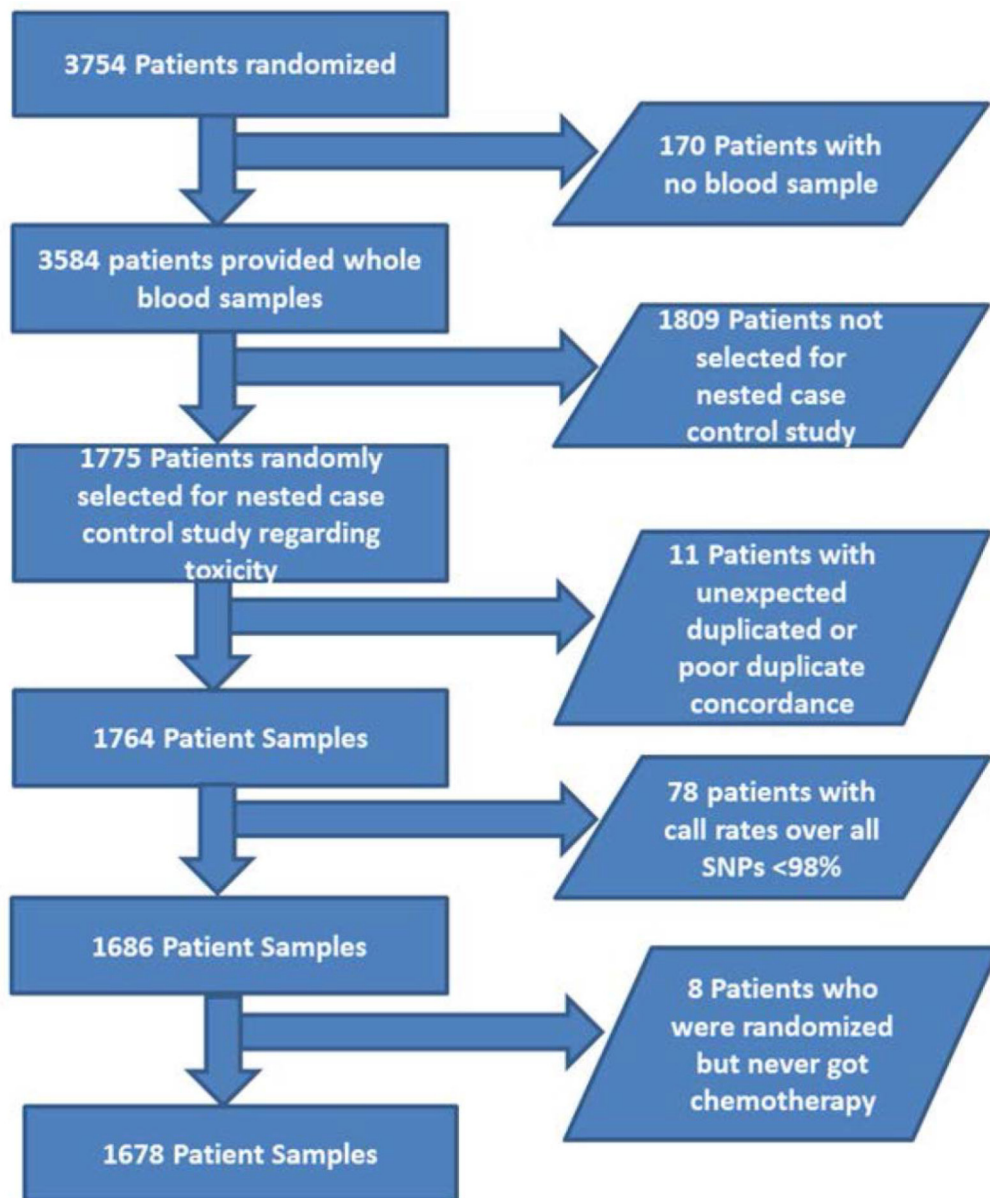 3754 Patients randomized
170 Patients with
no blood sample
3584 patients provided whole
blood samples
1809 Patients not
selected for
nested case
control study
1775 Patients randomly
selected for nested case
control study regarding
toxicity
11 Patients with
unexpected
duplicated or
poor duplicate
concordance
1764 Patient Samples
78 patients with
call rates over all
SNPs <98%
1686 Patient Samples
8 Patients who
were randomized
but never got
chemotherapy
1678 Patient Samples